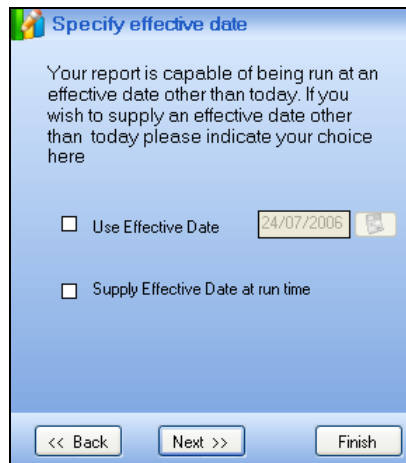 Specify effective date
Your report is capable of being run at an
effective date other than today. If you
wish to supply an effective date other
than today please indicate your choice
here
Use Effective Date 24/07/2006
Supply Effective Date at run time
<< Back Next >> Finish